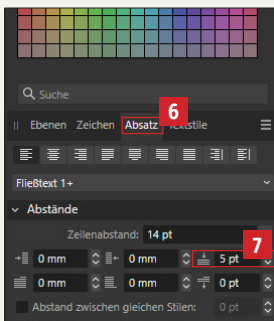 Suche
6
Ebenen Zeichen Absatz Textstile
Fließtext 1+
Abstände
Zeilenabstand: 14 pt
7
0 mm 0 mm 5 pt
0 mm 0 mm 0 pt
Abstand zwischen gleichen Stilen: 0 pt